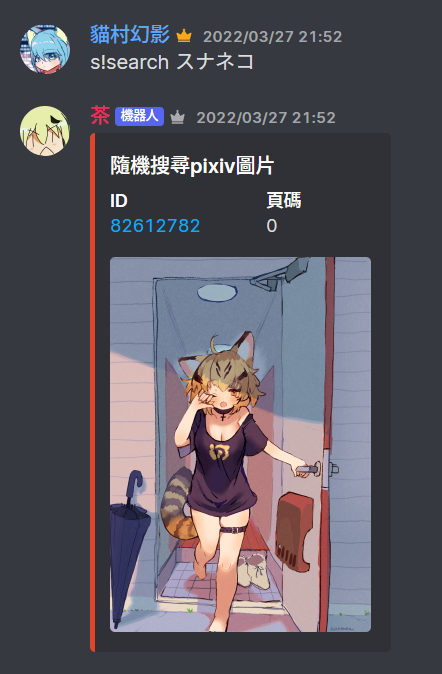 貓村幻影 2022/03/27 21:52
s!search スナネコ
茶 機器人 2022/03/27 21:52
隨機搜尋pixiv圖片
ID 頁碼
82612782 0